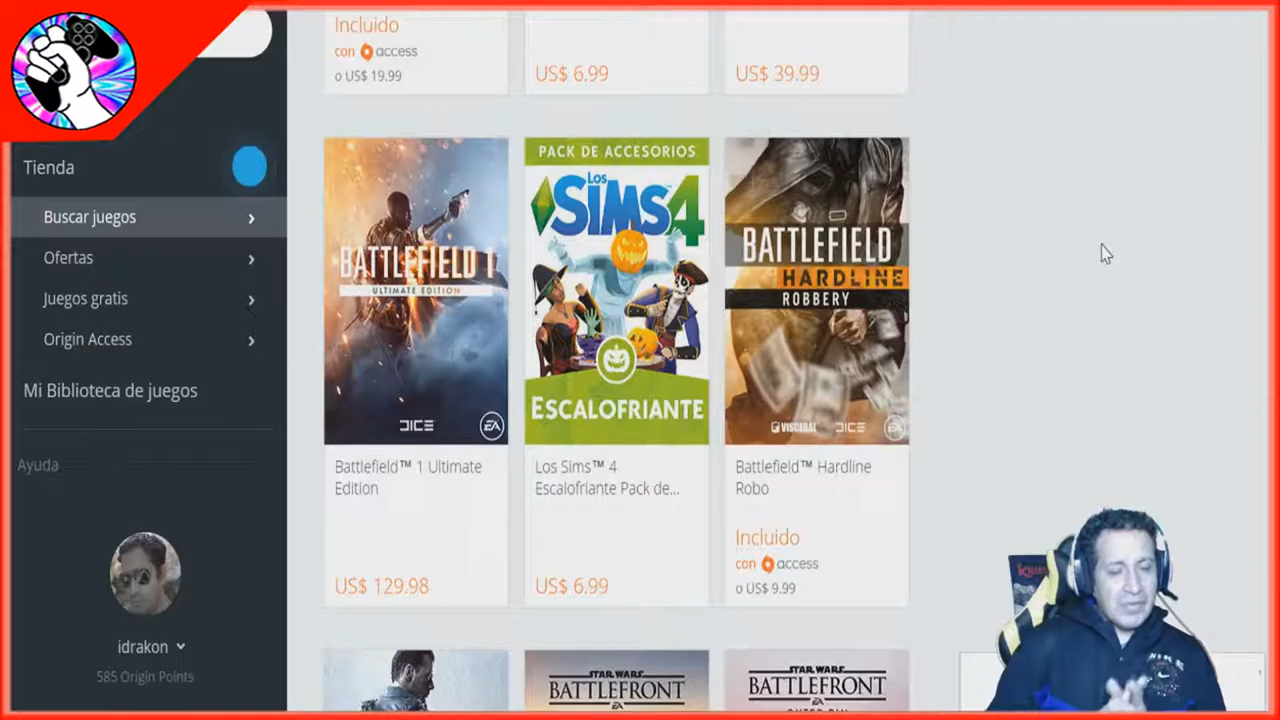 Incluido
con access
o US$ 19.99
US$ 6.99
US$ 39.99
Tienda
Buscar juegos
Ofertas
Juegos gratis
Origin Access
Mi Biblioteca de juegos
Ayuda
idrakon
585 Origin Points
BATTLEFIELD 1
ULTIMATE EDITION
DICE
EA
Battlefield™ 1 Ultimate
Edition
US$ 129.98
PACK DE ACCESORIOS
Los
SIMS 4
ESCALOFRIANTE
Los Sims™ 4
Escalofriante Pack de...
US$ 6.99
BATTLEFIELD
HARDLINE
ROBBERY
VISCERAL DICE EA
Battlefield™ Hardline
Robo
Incluido
con access
o US$ 9.99
STAR WARS
BATTLEFRONT
EA
STAR WARS
BATTLEFRONT
EA
NIKE